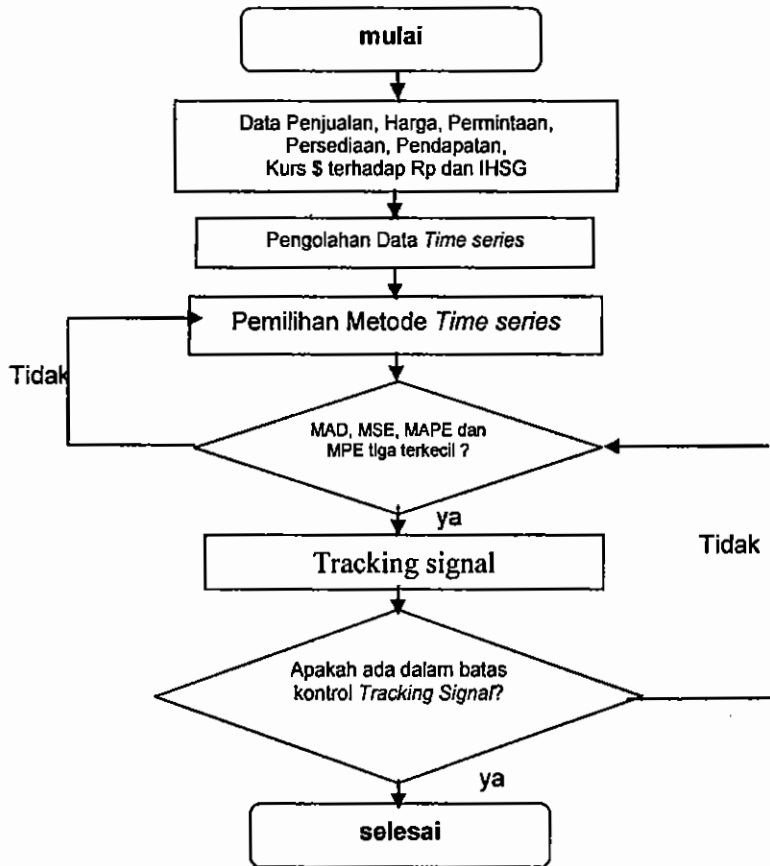 mulai
Data Penjualan, Harga, Permintaan,
Persediaan, Pendapatan,
Kurs $ terhadap Rp dan IHSG
Pengolahan Data Time series
Pemilihan Metode Time series
Tidak
MAD, MSE, MAPE dan
MPE tiga terkecil ?
ya
Tracking signal
Tidak
Apakah ada dalam batas
kontrol Tracking Signal?
ya
selesai